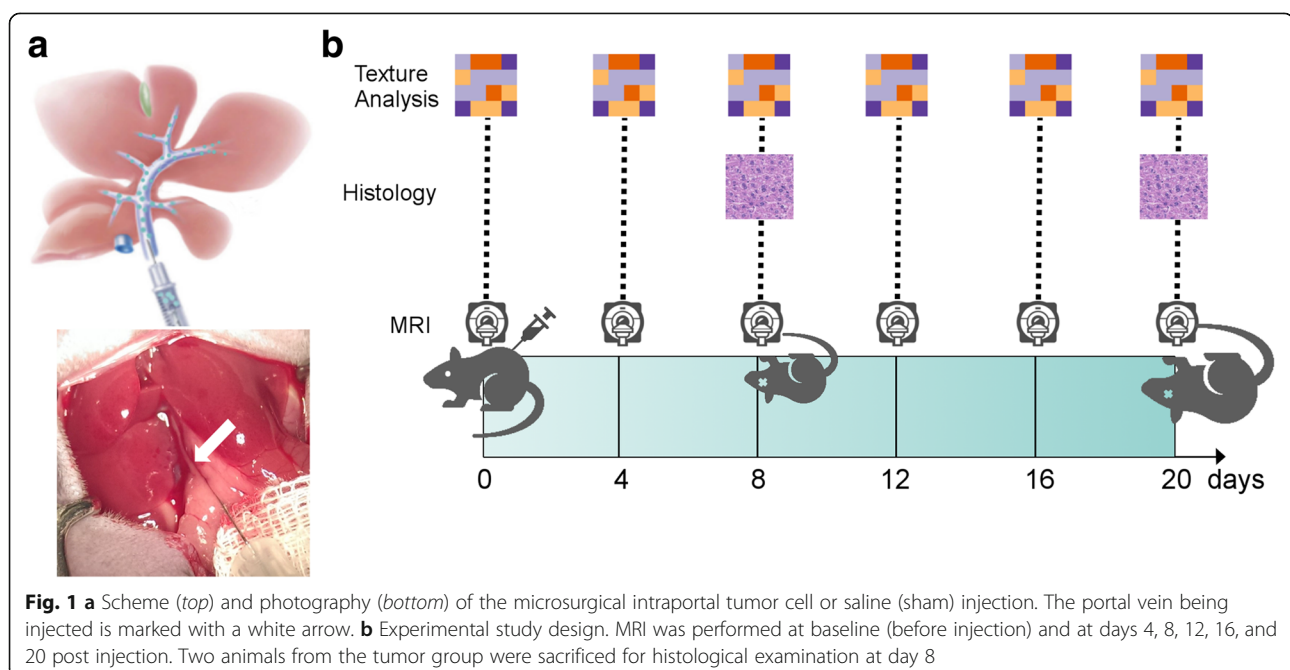 a
b
Texture
Analysis
Histology
MRI
0 4 8 12 16 20 days
Fig. 1 a Scheme (top) and photography (bottom) of the microsurgical intraportal tumor cell or saline (sham) injection. The portal vein being
injected is marked with a white arrow. b Experimental study design. MRI was performed at baseline (before injection) and at days 4, 8, 12, 16, and
20 post injection. Two animals from the tumor group were sacrificed for histological examination at day 8